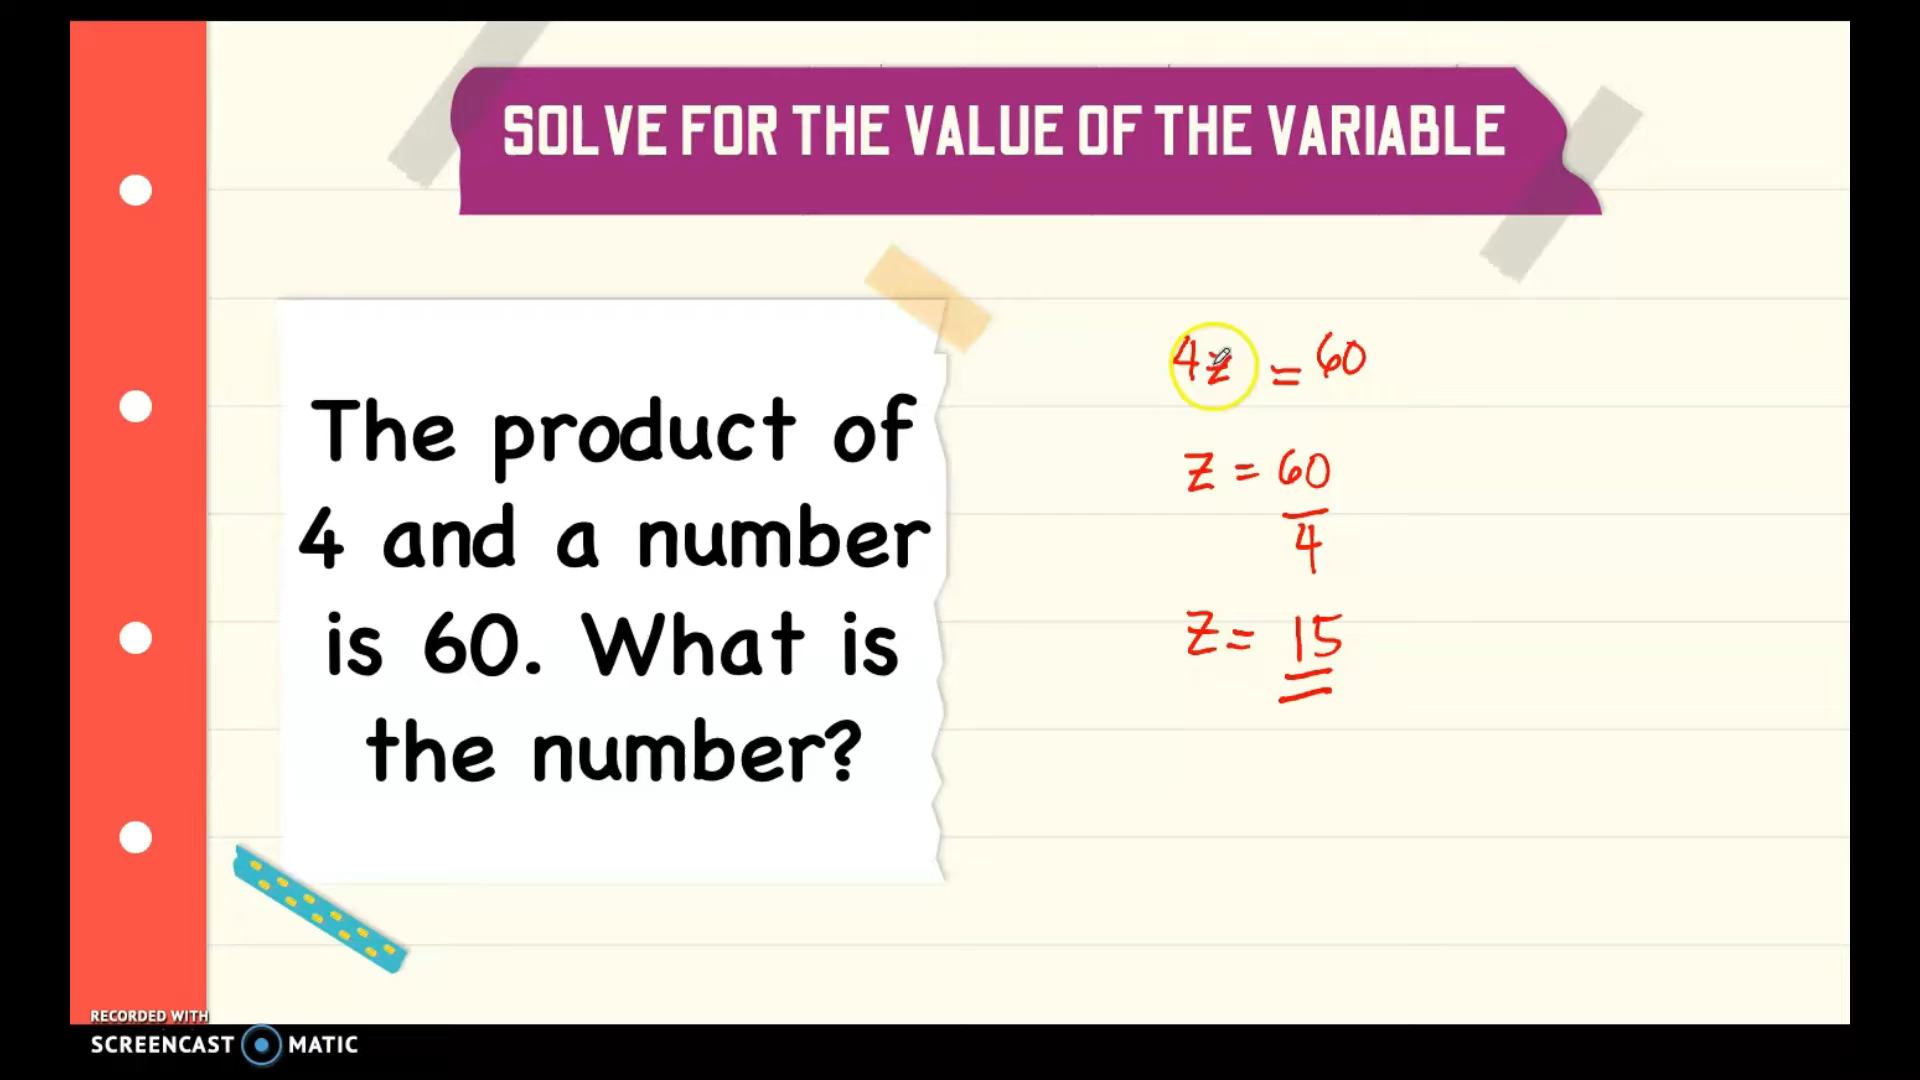 SOLVE FOR THE VALUE OF THE VARIABLE
The product of
4 and a number
is 60. What is
the number?
4z = 60
z = 60
4
z = 15
RECORDED WITH
SCREENCAST MATIC